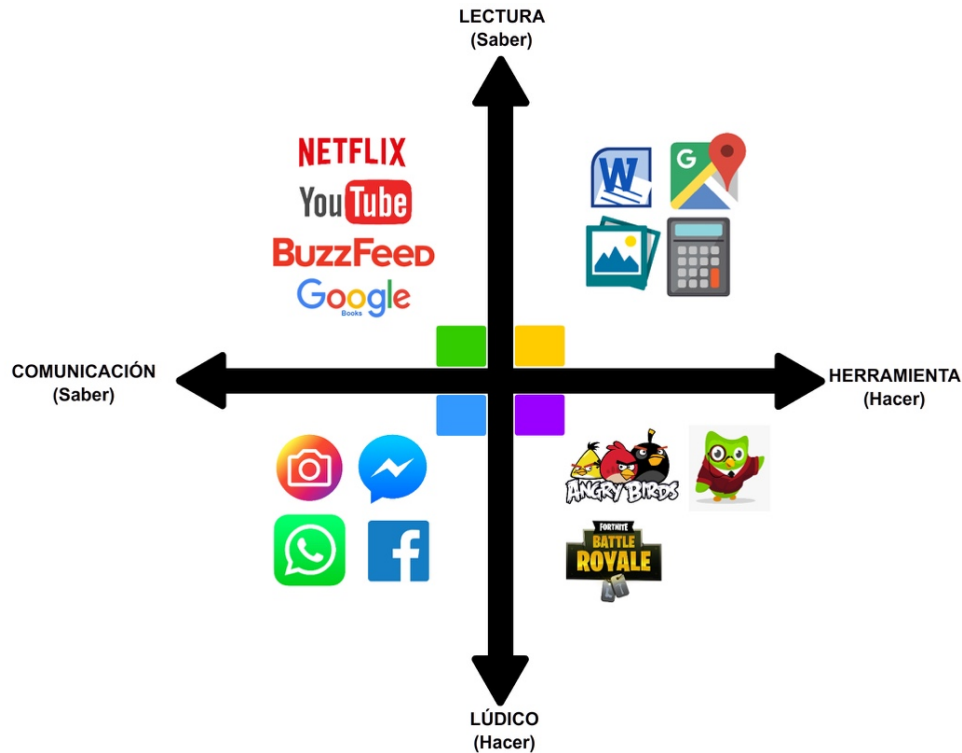 LECTURA
(Saber)
NETFLIX
YouTube
BuzzFeed
Google
Books
W
G
COMUNICACIÓN
(Saber)
HERRAMIENTA
(Hacer)
ANGRY BIRDS
f
FORTNITE
BATTLE
ROYALE
LÚDICO
(Hacer)